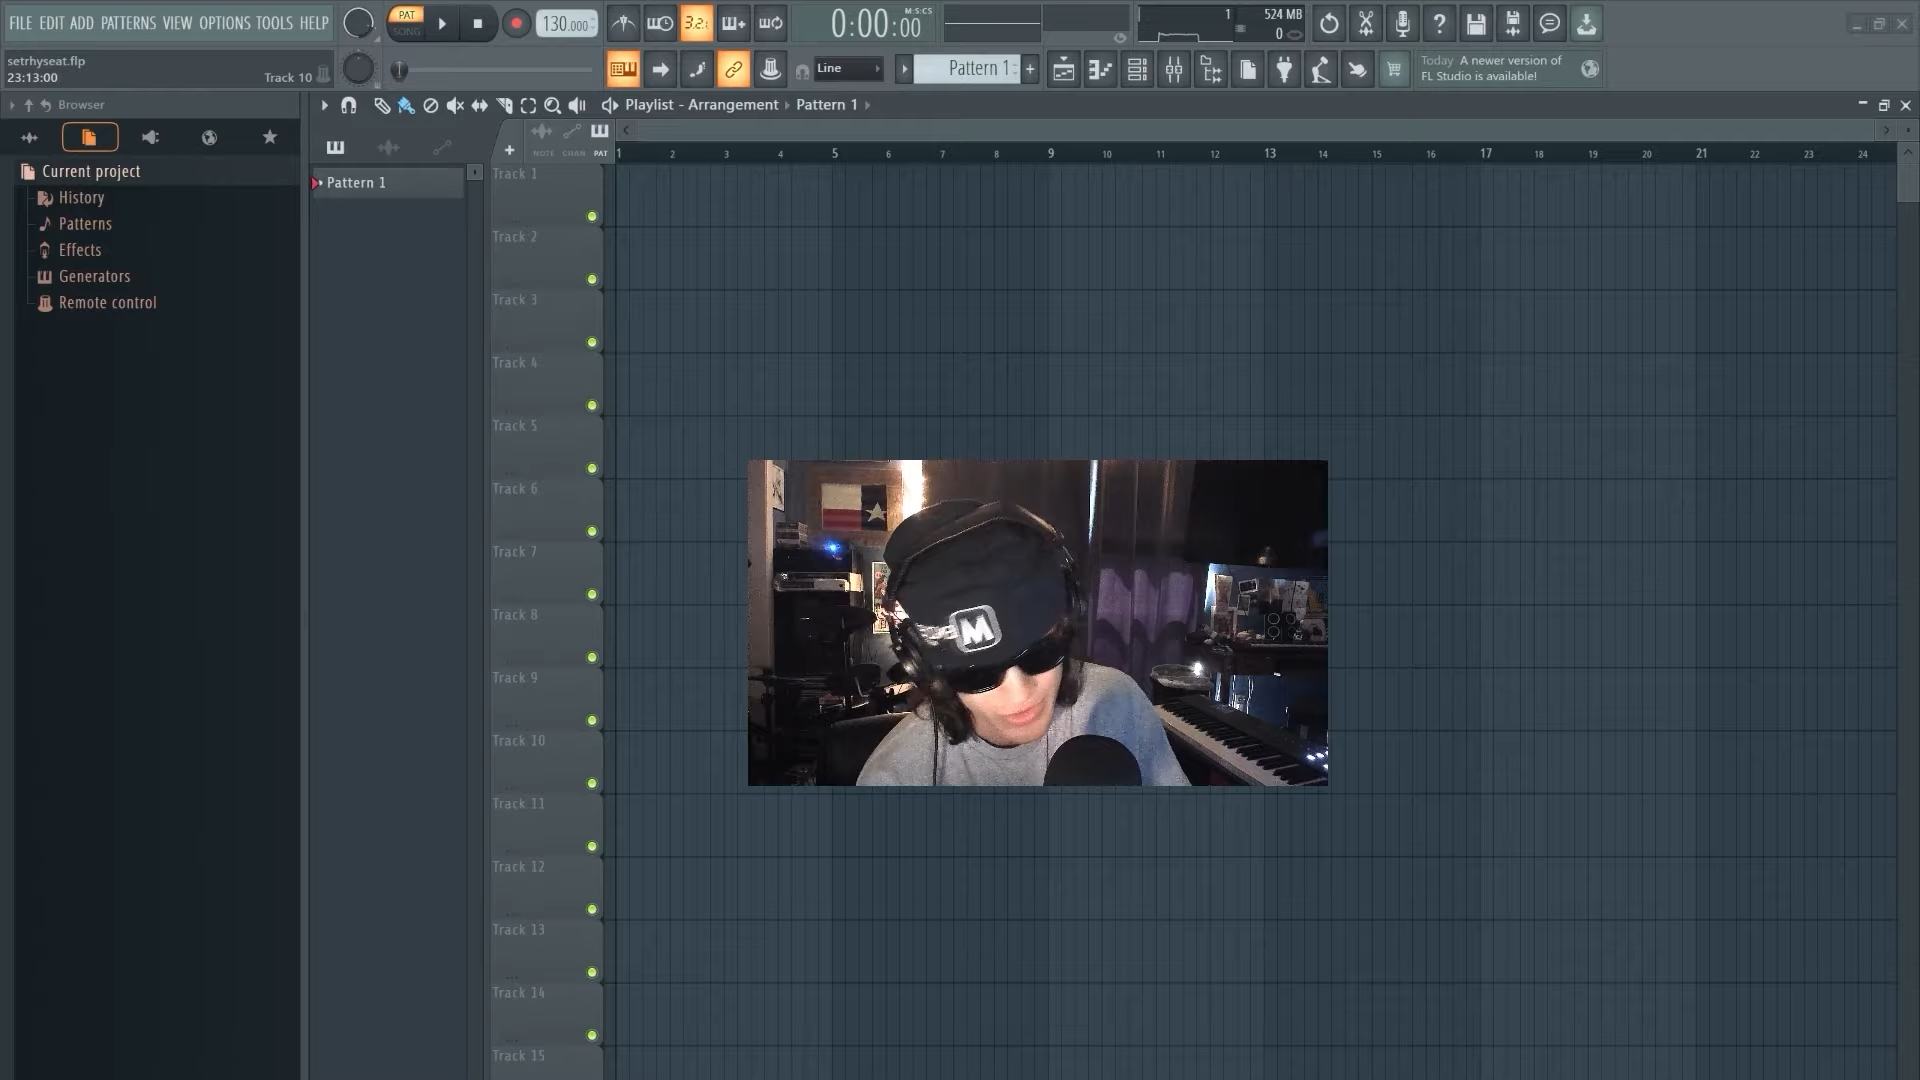 FILE EDIT ADD PATTERNS VIEW OPTIONS TOOLS HELP
PAT
SONG
130.000
3.2.
0:00:00
M:S:CS
1
524 MB
0
setrhyseat.flp
23:13:00
Track 10
Line
Pattern 1
Today A newer version of
FL Studio is available!
Browser
Playlist - Arrangement
Pattern 1
NOTE CHAN PAT
1 2 3 4 5 6 7 8 9 10 11 12 13 14 15 16 17 18 19 20 21 22 23 24
Current project
History
Patterns
Effects
Generators
Remote control
Pattern 1
Track 1
Track 2
Track 3
Track 4
Track 5
Track 6
Track 7
Track 8
Track 9
Track 10
Track 11
Track 12
Track 13
Track 14
Track 15
M